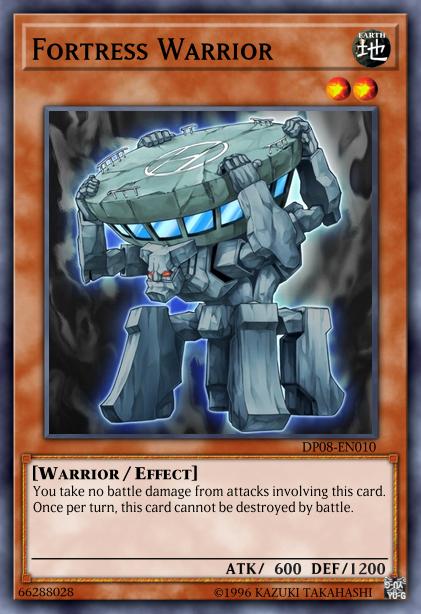 Fortress Warrior
EARTH
地
DP08-EN010
[Warrior / Effect]
You take no battle damage from attacks involving this card.
Once per turn, this card cannot be destroyed by battle.
ATK/ 600 DEF/1200
66288028
©1996 KAZUKI TAKAHASHI